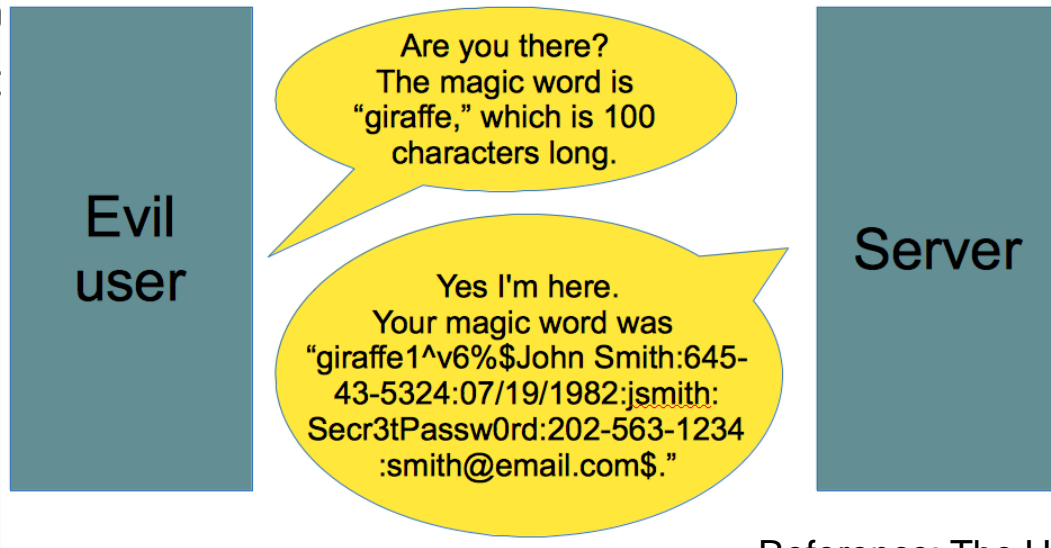 Are you there?
The magic word is
“giraffe,” which is 100
characters long.
Evil
user
Server
Yes I'm here.
Your magic word was
“giraffe1^v6%$John Smith:645-
43-5324:07/19/1982:jsmith:
Secr3tPassw0rd:202-563-1234
:smith@email.com$.”